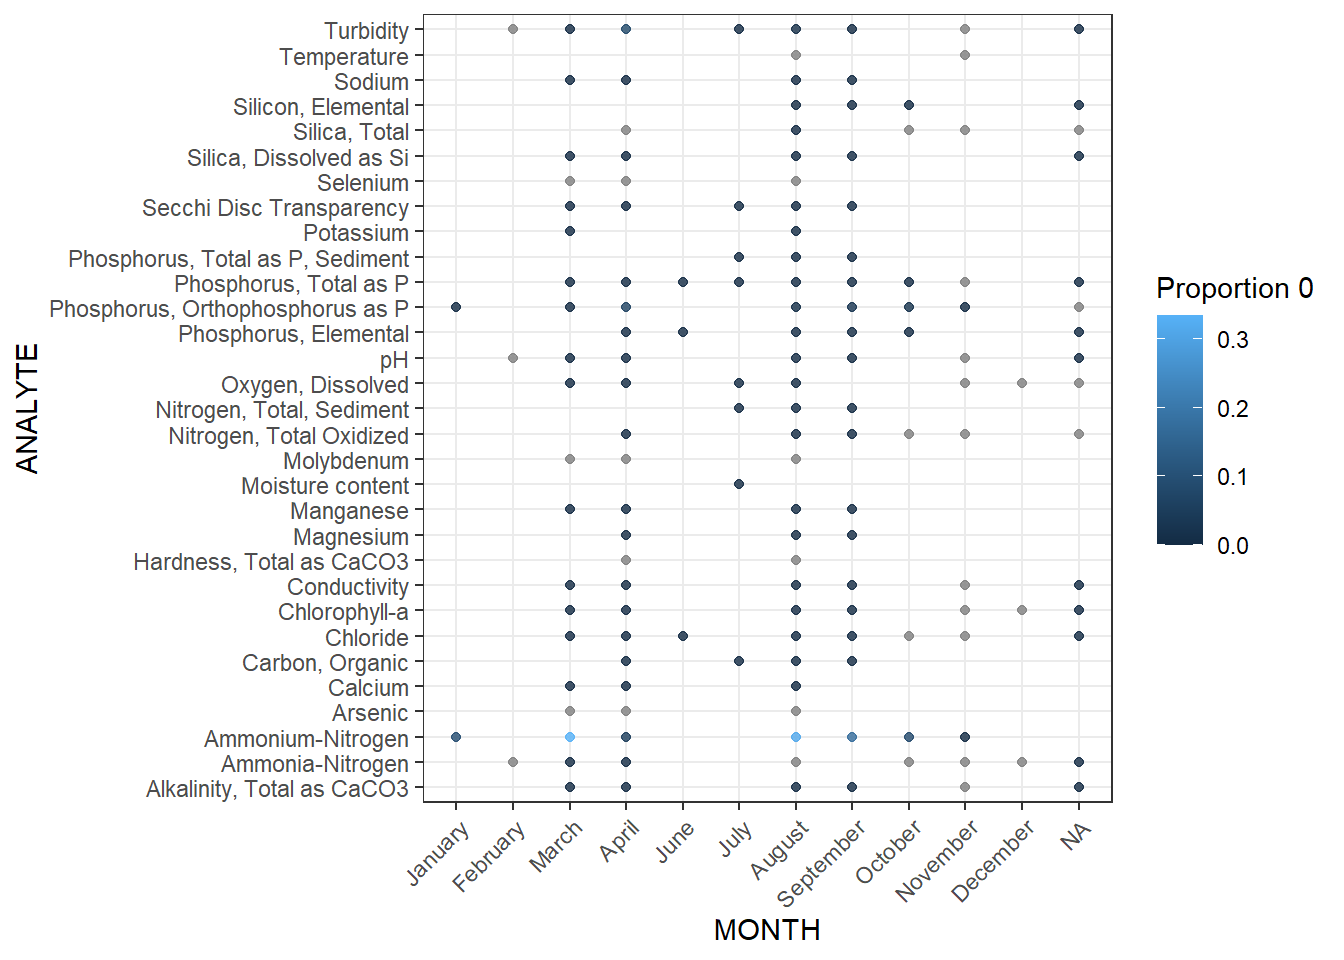 ANALYTE
Turbidity
Temperature
Sodium
Silicon, Elemental
Silica, Total
Silica, Dissolved as Si
Selenium
Secchi Disc Transparency
Potassium
Phosphorus, Total as P, Sediment
Phosphorus, Total as P
Phosphorus, Orthophosphorus as P
Phosphorus, Elemental
pH
Oxygen, Dissolved
Nitrogen, Total, Sediment
Nitrogen, Total Oxidized
Molybdenum
Moisture content
Manganese
Magnesium
Hardness, Total as CaCO3
Conductivity
Chlorophyll-a
Chloride
Carbon, Organic
Calcium
Arsenic
Ammonium-Nitrogen
Ammonia-Nitrogen
Alkalinity, Total as CaCO3
January
February
March
April
June
July
August
September
October
November
December
NA
MONTH
Proportion 0
0.3
0.2
0.1
0.0